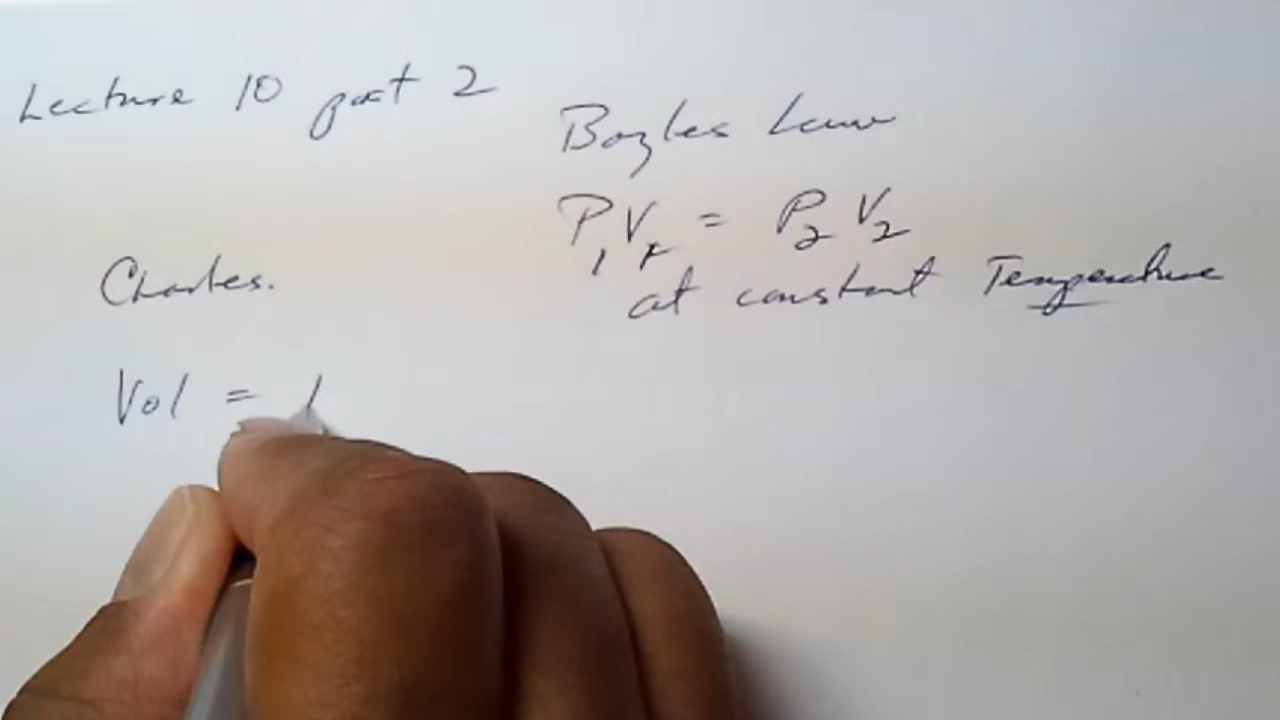 Lecture 10 part 2
Boyles Law
P₁V₁ = P₂V₂
at constant Temperature
Charles.
Vol =